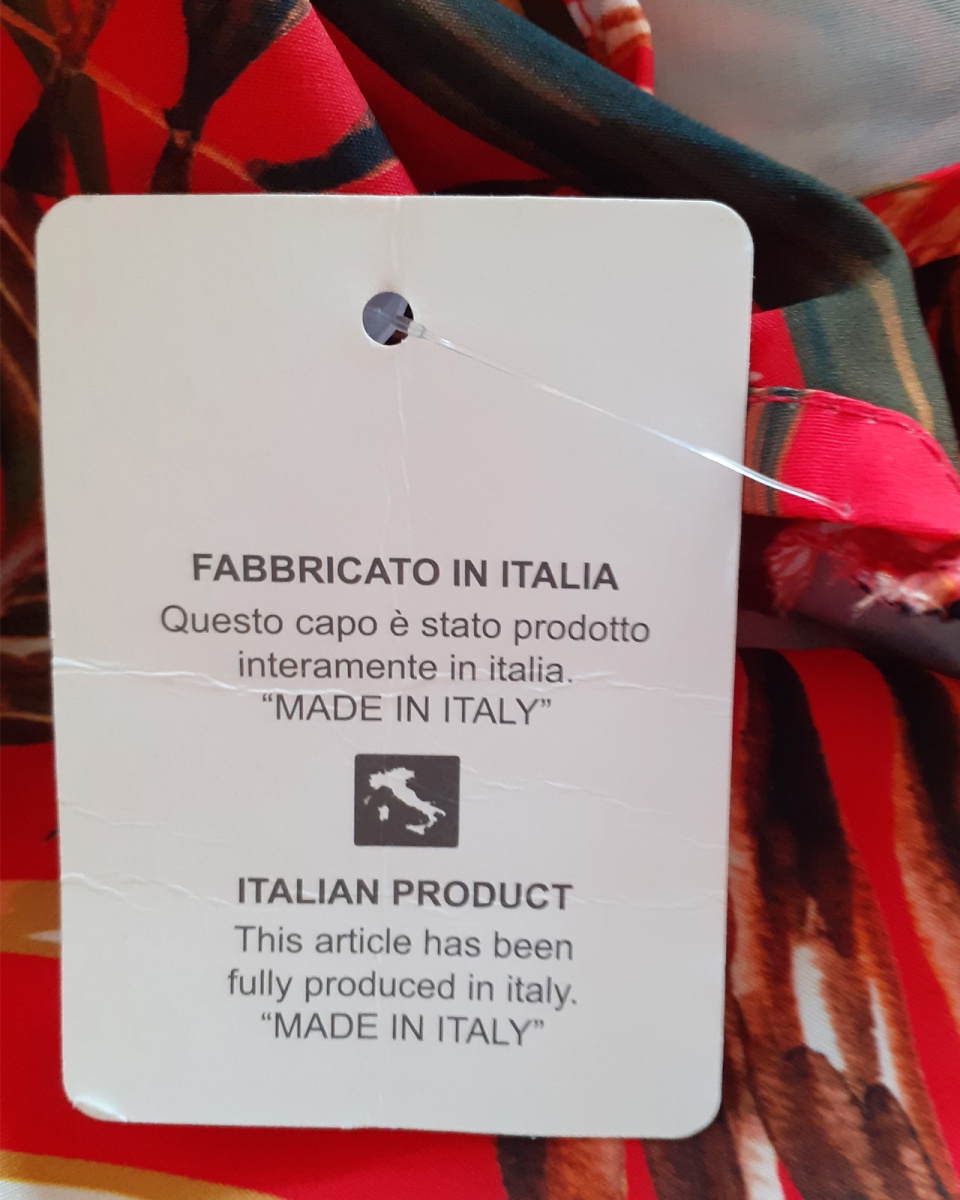 FABBRICATO IN ITALIA
Questo capo è stato prodotto
interamente in italia.
“MADE IN ITALY”
ITALIAN PRODUCT
This article has been
fully produced in italy.
“MADE IN ITALY”